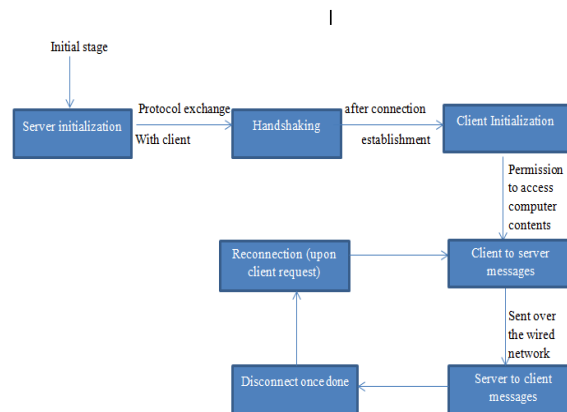 Initial stage
Server initialization
Protocol exchange
With client
Handshaking
after connection
establishment
Client Initialization
Permission
to access
computer
contents
Reconnection (upon
client request)
Client to server
messages
Sent over
the wired
network
Disconnect once done
Server to client
messages